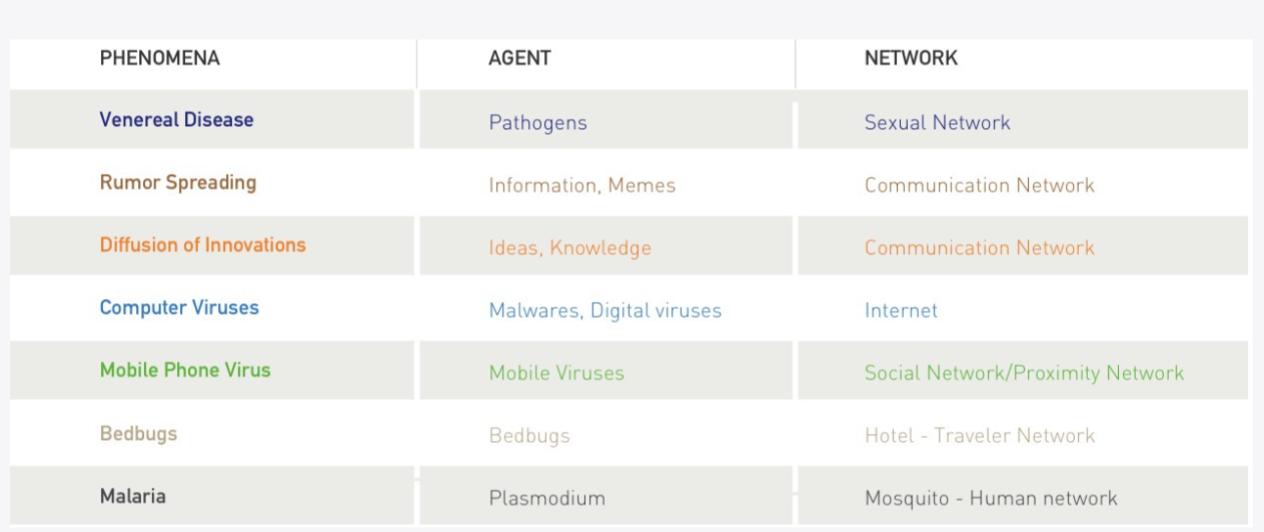 PHENOMENA AGENT NETWORK
Venereal Disease Pathogens Sexual Network
Rumor Spreading Information, Memes Communication Network
Diffusion of Innovations Ideas, Knowledge Communication Network
Computer Viruses Malwares, Digital viruses Internet
Mobile Phone Virus Mobile Viruses Social Network/Proximity Network
Bedbugs Bedbugs Hotel - Traveler Network
Malaria Plasmodium Mosquito - Human network